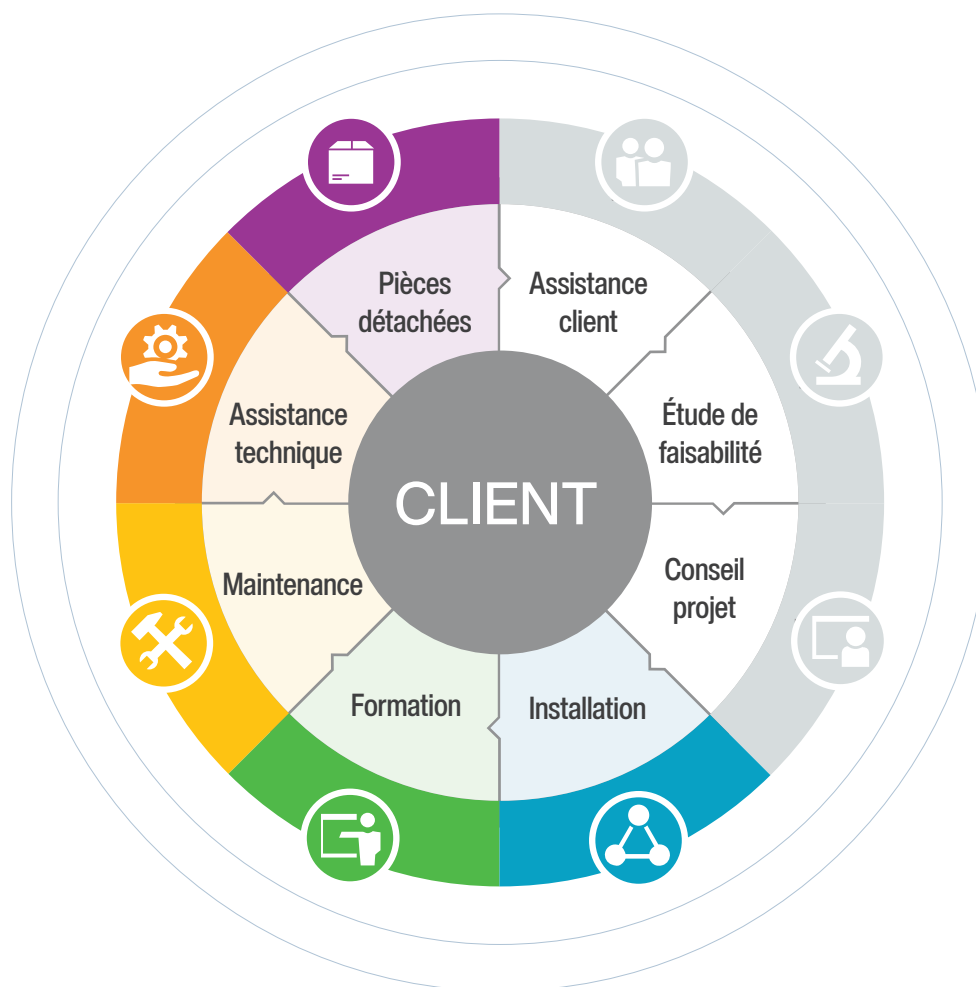 Pièces
détachées
Assistance
client
Assistance
technique
Étude de
faisabilité
CLIENT
Maintenance
Conseil
projet
Formation
Installation